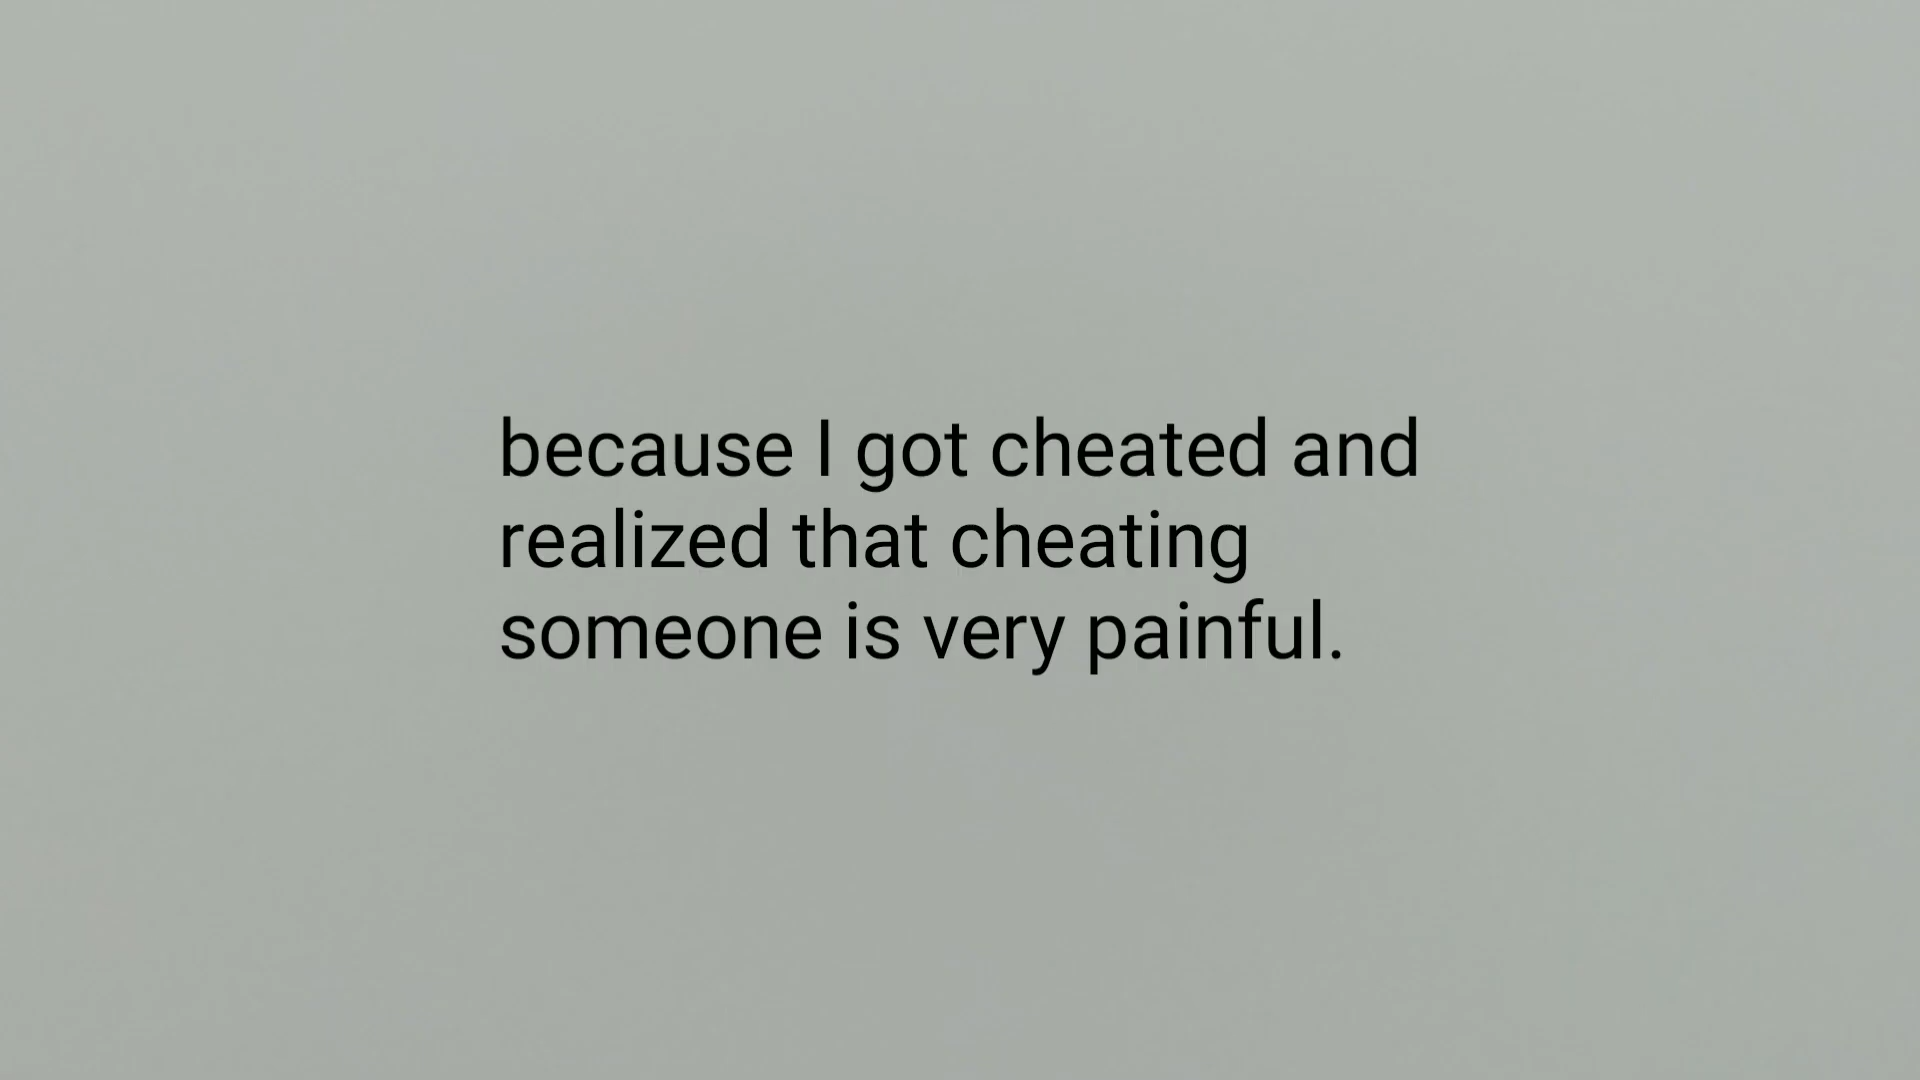 because I got cheated and
realized that cheating
someone is very painful.